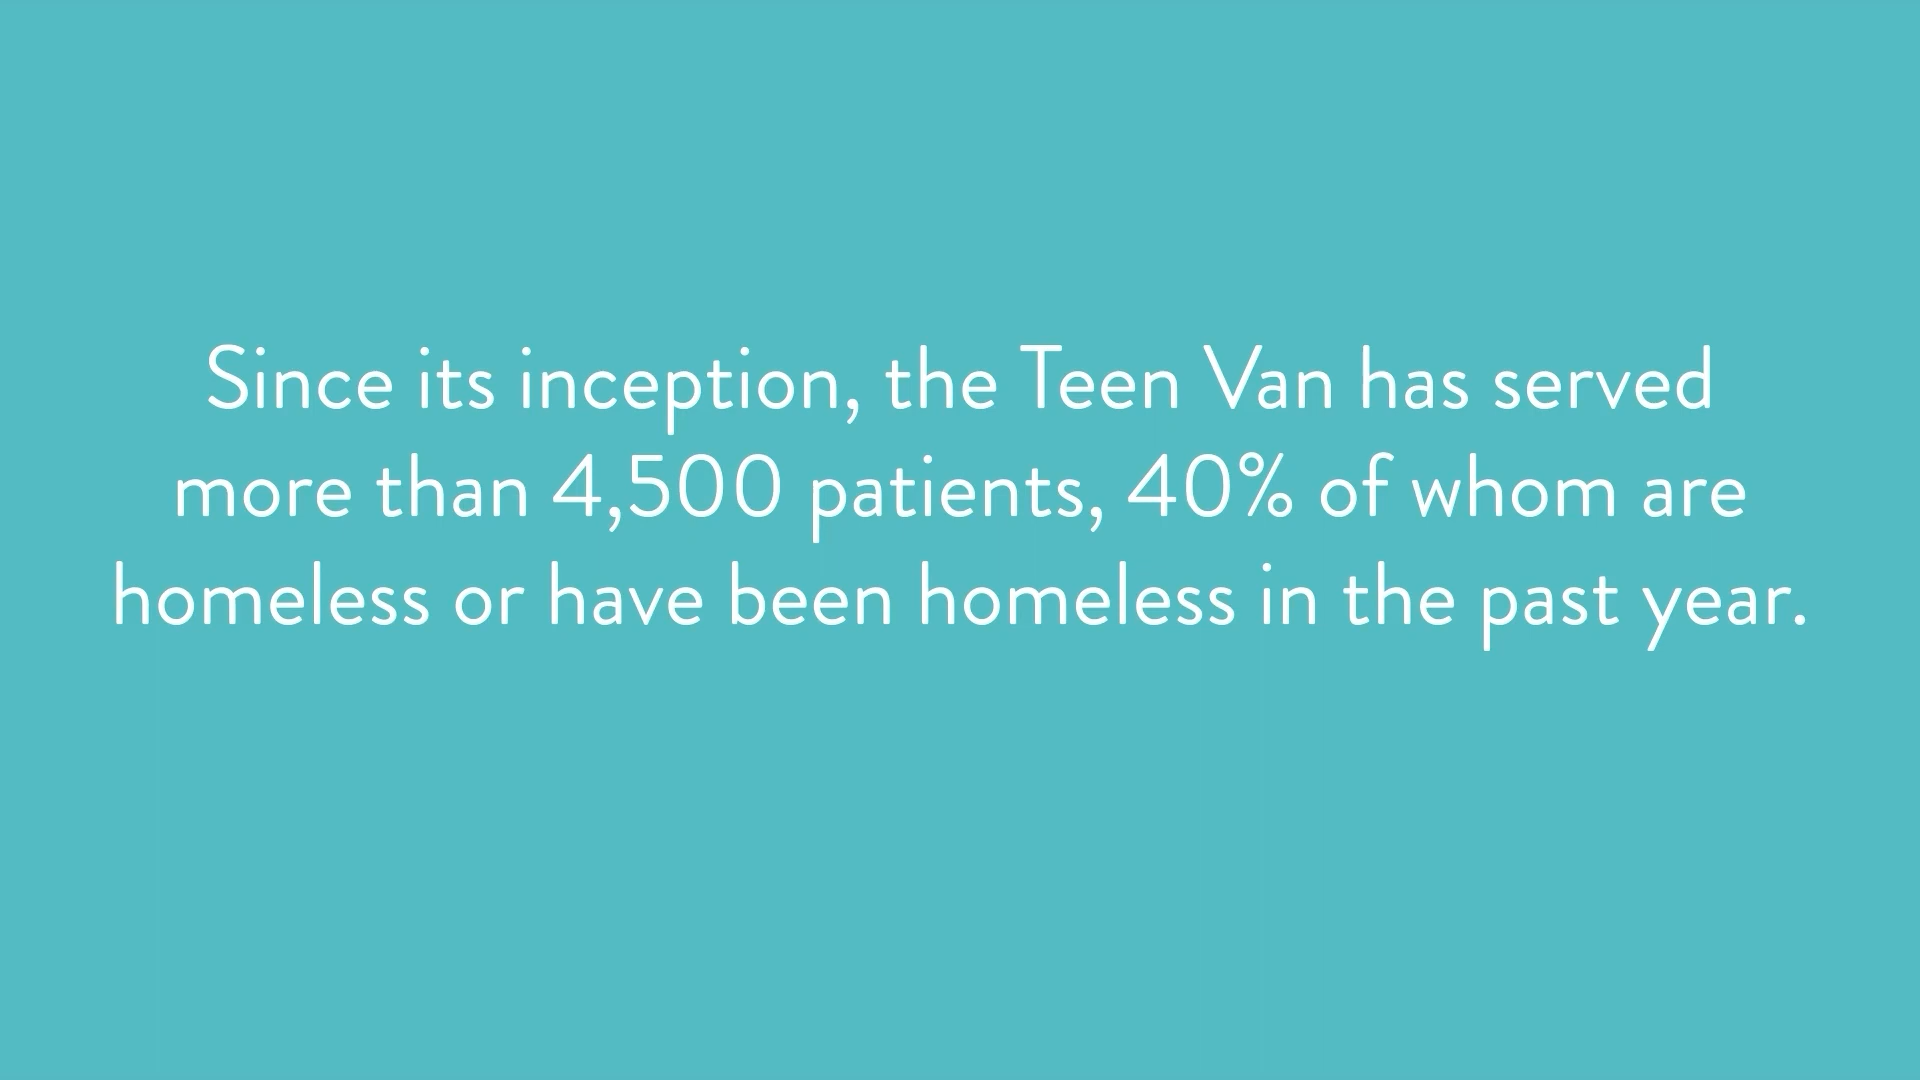 Since its inception, the Teen Van has served
more than 4,500 patients, 40% of whom are
homeless or have been homeless in the past year.